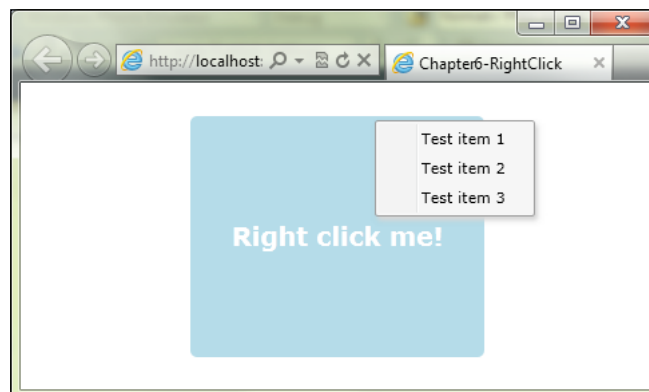 http://localhost:
Chapter6-RightClick
Test item 1
Test item 2
Test item 3
Right click me!